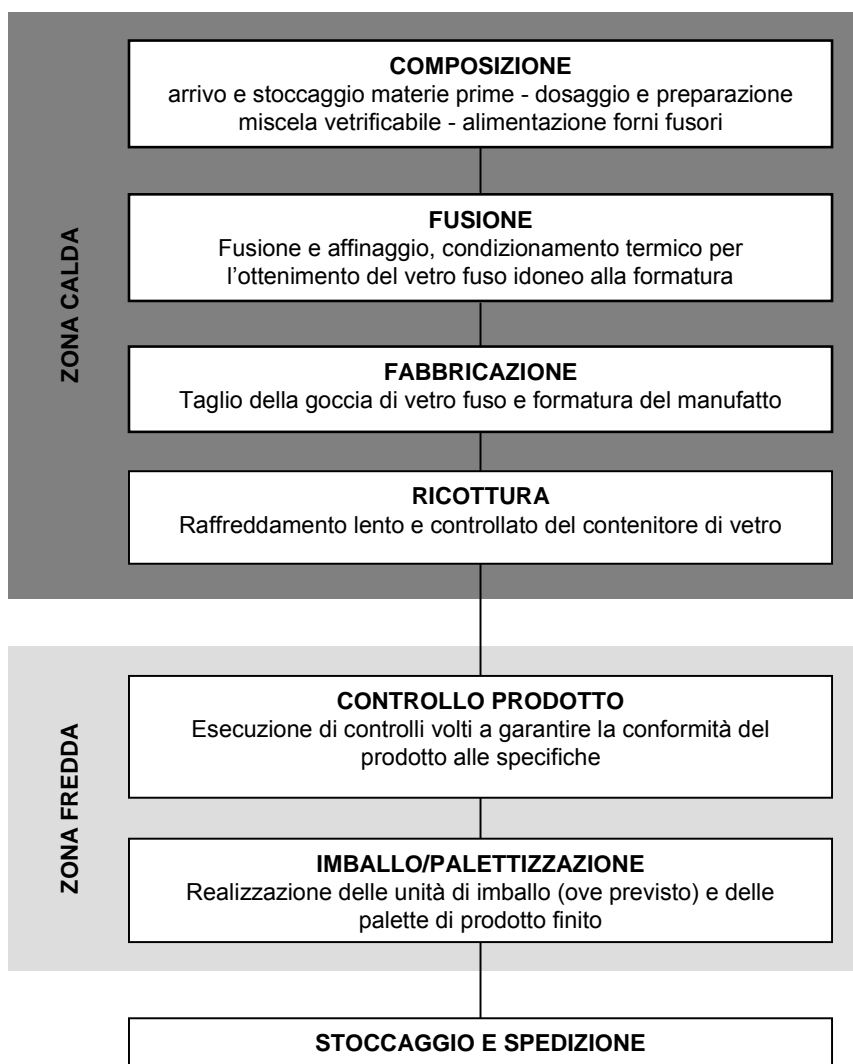 ZONA CALDA
COMPOSIZIONE
arrivo e stoccaggio materie prime - dosaggio e preparazione
miscela vetrificabile - alimentazione forni fusori
FUSIONE
Fusione e affinaggio, condizionamento termico per
l’ottenimento del vetro fuso idoneo alla formatura
FABBRICAZIONE
Taglio della goccia di vetro fuso e formatura del manufatto
RICOTTURA
Raffreddamento lento e controllato del contenitore di vetro
ZONA FREDDA
CONTROLLO PRODOTTO
Esecuzione di controlli volti a garantire la conformità del
prodotto alle specifiche
IMBALLO/PALETTIZZAZIONE
Realizzazione delle unità di imballo (ove previsto) e delle
palette di prodotto finito
STOCCAGGIO E SPEDIZIONE